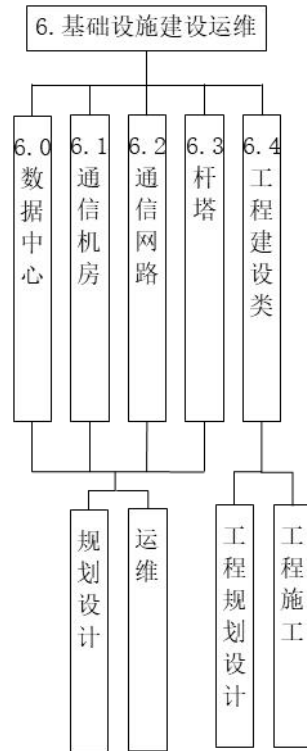 6.基础设施建设运维
6.0数据中心
6.1通信机房
6.2通信网路
6.3杆塔
6.4工程建设类
规划设计
运维
工程规划设计
工程施工